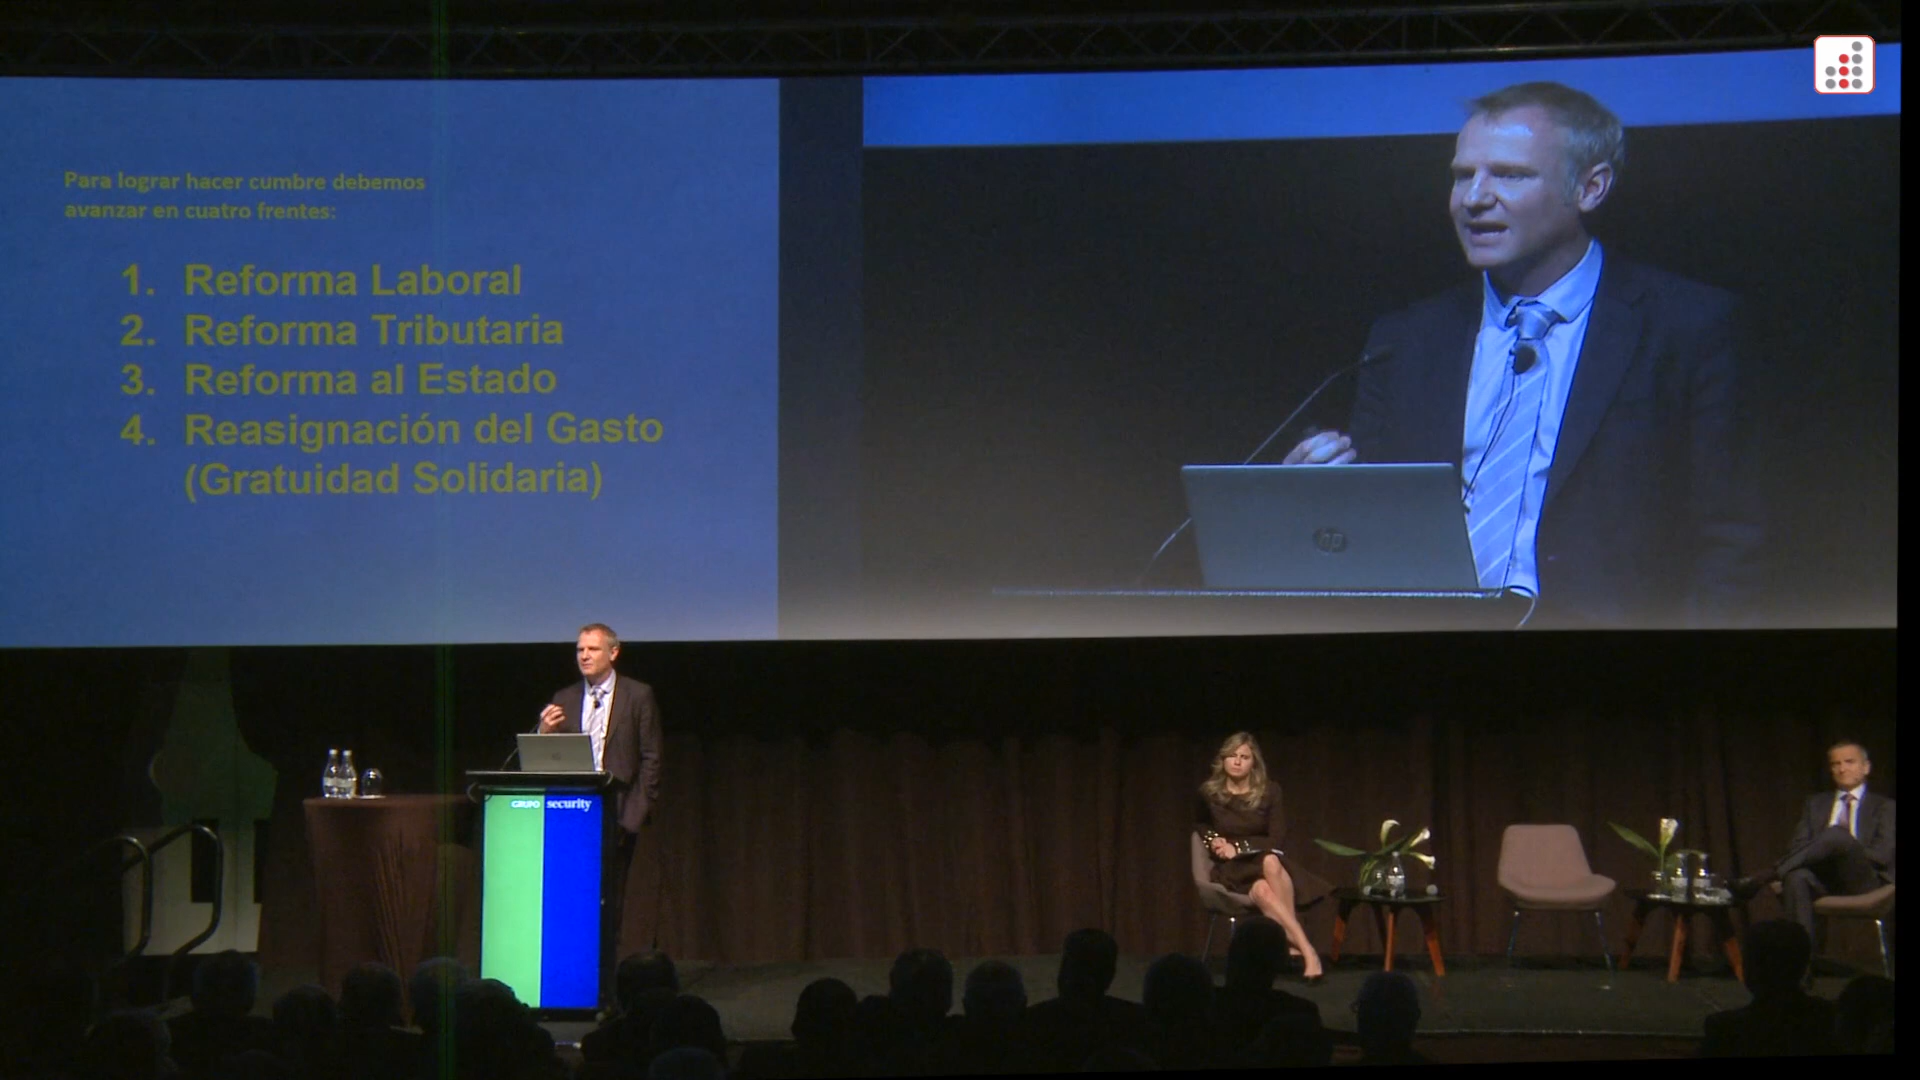 Para lograr hacer cumbre debemos
avanzar en cuatro frentes:
1. Reforma Laboral
2. Reforma Tributaria
3. Reforma al Estado
4. Reasignación del Gasto
(Gratuidad Solidaria)
hp
GRUPO security